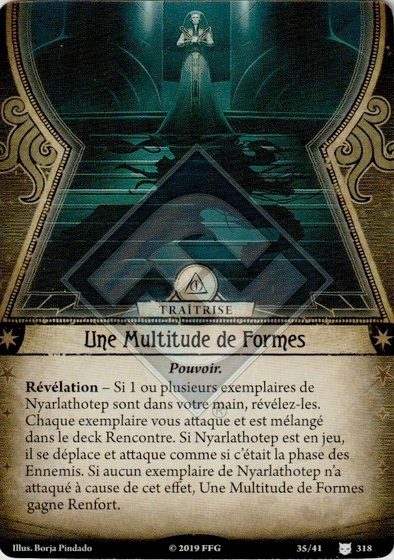 TRAÎTRISE
Une Multitude de Formes
Pouvoir.
Révélation – Si 1 ou plusieurs exemplaires de
Nyarlathotep sont dans votre main, révélez-les.
Chaque exemplaire vous attaque et est mélangé
dans le deck Rencontre. Si Nyarlathotep est en jeu,
il se déplace et attaque comme si c'était la phase des
Ennemis. Si aucun exemplaire de Nyarlathotep n'a
attaqué à cause de cet effet, Une Multitude de Formes
gagne Renfort.
Illus. Borja Pindado © 2019 FFG 35/41 318